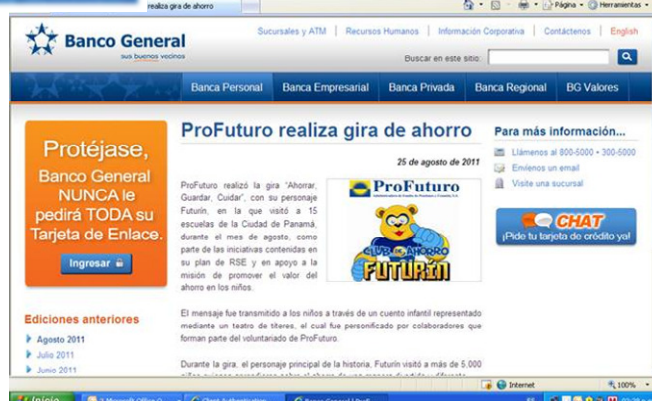 realiza gira de ahorro
Página
Herramientas
Banco General
sus buenos vecinos
Sucursales y ATM | Recursos Humanos | Información Corporativa | Contáctenos | English
Buscar en este sitio:
Banca Personal Banca Empresarial Banca Privada Banca Regional BG Valores
Protéjase,
Banco General
NUNCA le
pedirá TODA su
Tarjeta de Enlace.
Ingresar
Ediciones anteriores
Agosto 2011
Julio 2011
Junio 2011
ProFuturo realiza gira de ahorro
25 de agosto de 2011
ProFuturo realizó la gira "Ahorrar,
Guardar, Cuidar", con su personaje
Futurín, en la que visitó a 15
escuelas de la Ciudad de Panamá,
durante el mes de agosto, como
parte de las iniciativas contenidas en
su plan de RSE y en apoyo a la
misión de promover el valor del
ahorro en los niños.
ProFuturo
CLUB de AHORRO
FUTURÍN
El mensaje fue transmitido a los niños a través de un cuento infantil representado
mediante un teatro de títeres, el cual fue personificado por colaboradores que
forman parte del voluntariado de ProFuturo.
Durante la gira, el personaje principal de la historia, Futurín visitó a más de 5,000
Para más información...
Llámenos al 800-5000 • 300-5000
Envíenos un email
Visite una sucursal
CHAT
¡Pide tu tarjeta de crédito ya!
Internet
100%
Inicio